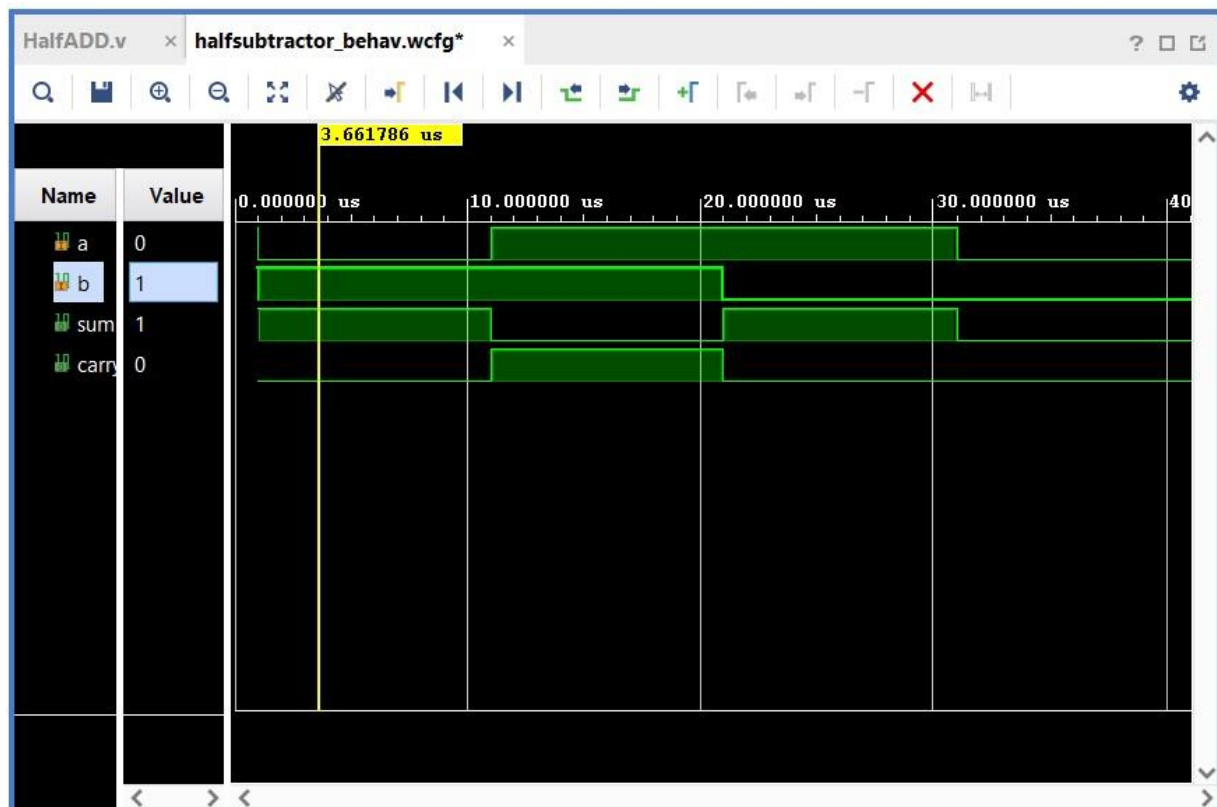 HalfADD.v × halfsubtractor_behav.wcfg* ×
?
3.661786 us
Name Value
0.000000 us 10.000000 us 20.000000 us 30.000000 us 40
a 0
b 1
sum 1
carry 0